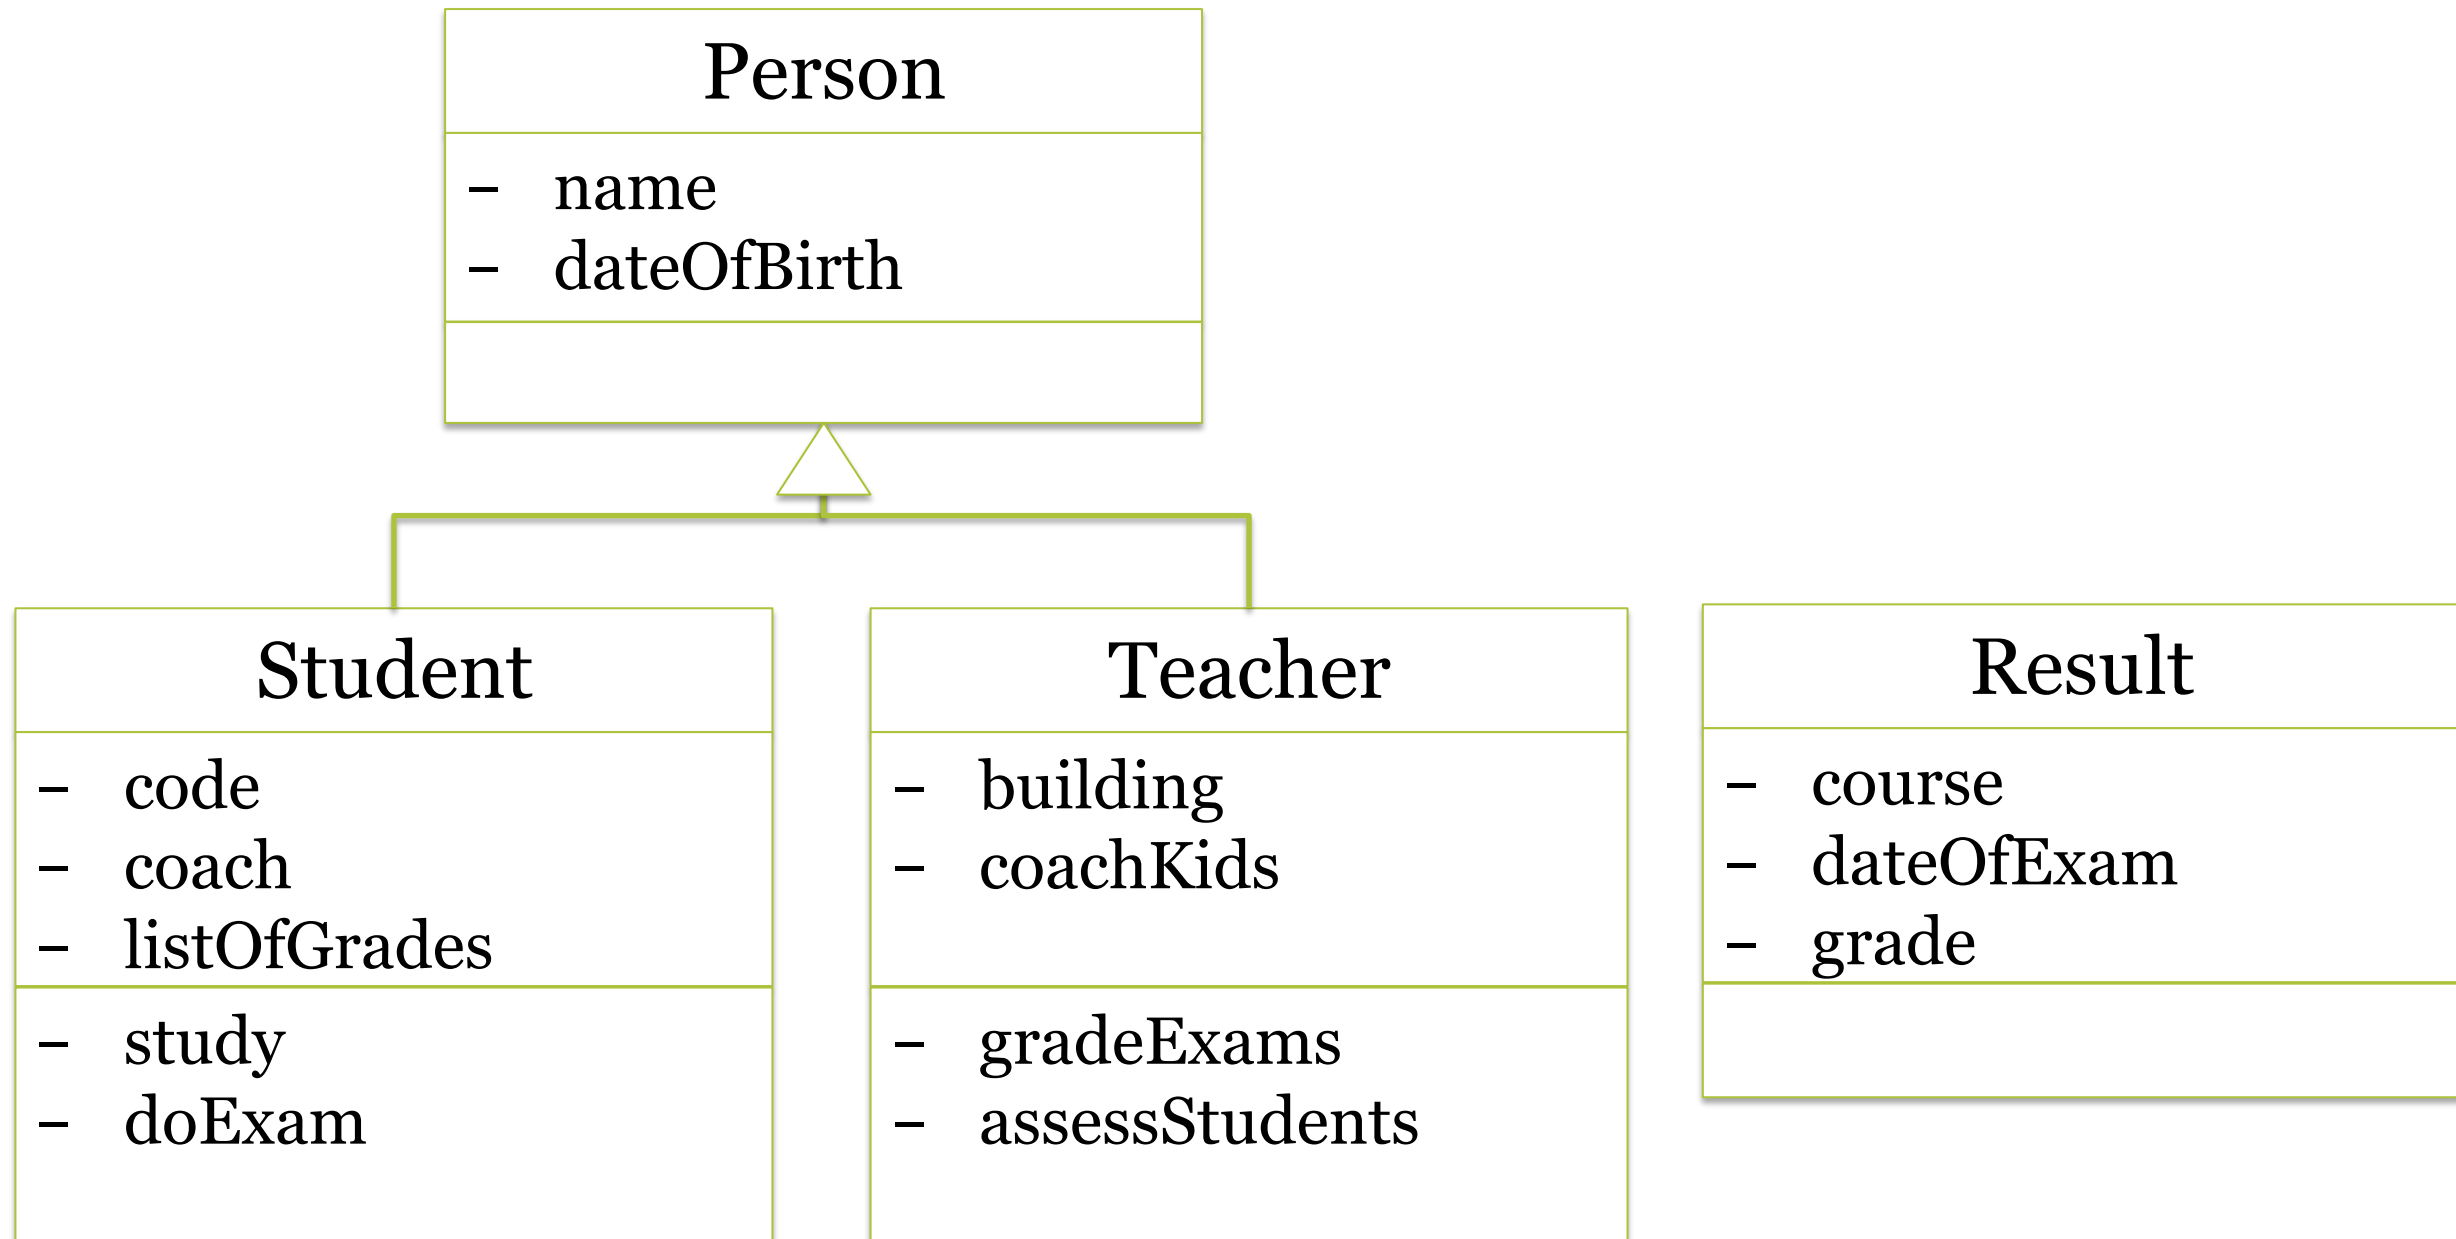 Person
– name
– dateOfBirth
Student
– code
– coach
– listOfGrades
– study
– doExam
Teacher
– building
– coachKids
– gradeExams
– assessStudents
Result
– course
– dateOfExam
– grade